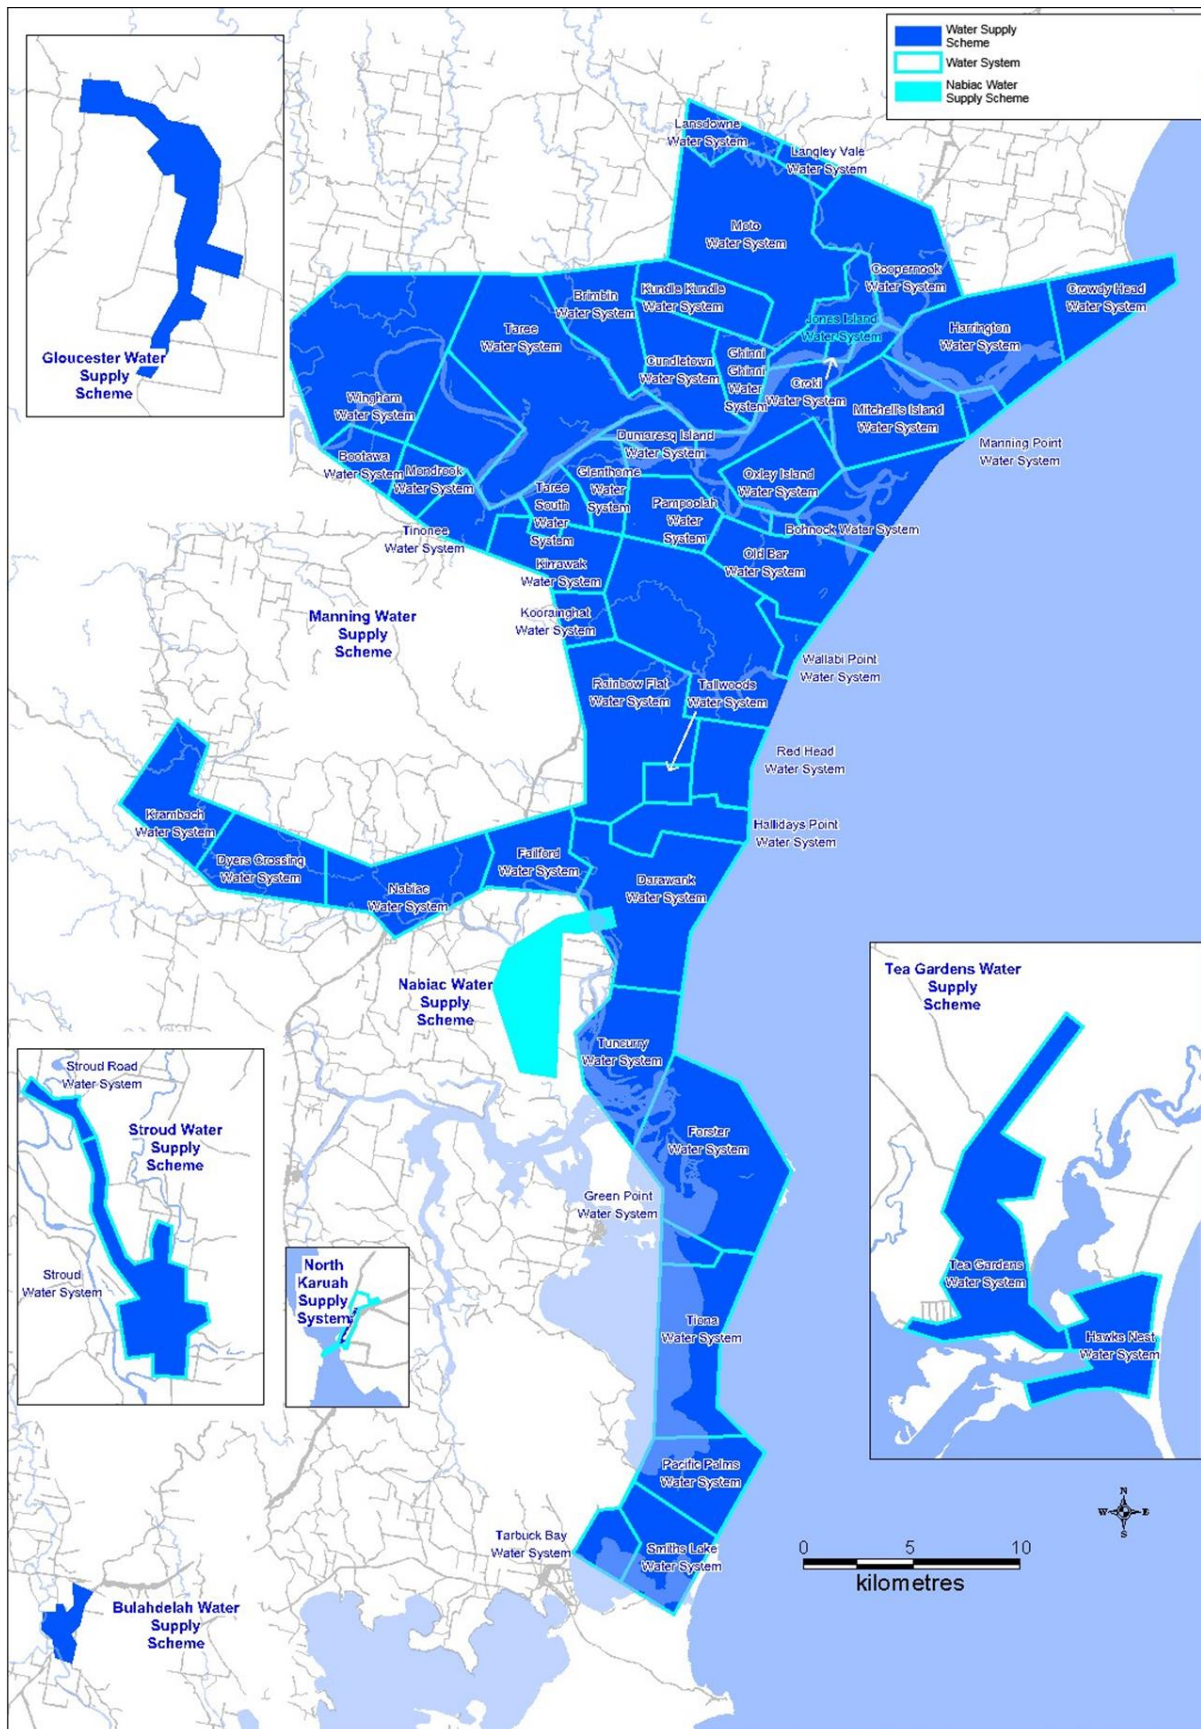 Water Supply
Scheme
Water System
Nabiac Water
Supply Scheme
Gloucester Water
Supply
Scheme
Lansdowne
Water System
Langley Vale
Water System
Moto
Water System
Coopernook
Water System
Crowdy Head
Water System
Kundle Kundle
Water System
Brimbin
Water System
Taree
Water System
Jones Island
Water System
Harrington
Water System
Cundletown
Water System
Ghinni
Ghinni
Water
System
Croki
Water System
Wingham
Water System
Mitchell's Island
Water System
Dumaresq Island
Water System
Manning Point
Water System
Bootawa
Water System
Mondrook
Water System
Glenthorne
Water
System
Oxley Island
Water System
Taree
South
Water
System
Pampoolah
Water
System
Bohnock Water System
Tinonee
Water System
Old Bar
Water System
Kirrawak
Water System
Koorainghat
Water System
Manning Water
Supply
Scheme
Wallabi Point
Water System
Rainbow Flat
Water System
Tallwoods
Water System
Red Head
Water System
Krambach
Water System
Hallidays Point
Water System
Dyers Crossing
Water System
Failford
Water System
Nabiac
Water System
Darawank
Water System
Nabiac Water
Supply
Scheme
Tea Gardens Water
Supply
Scheme
Tuncurry
Water System
Stroud Road
Water System
Stroud Water
Supply
Scheme
Forster
Water System
Green Point
Water System
Stroud
Water System
North
Karuah
Supply
System
Tea Gardens
Water System
Hawks Nest
Water System
Tiona
Water System
Pacific Palms
Water System
N
W E
S
Tarbuck Bay
Water System
Smiths Lake
Water System
0 5 10
kilometres
Bulahdelah Water
Supply
Scheme